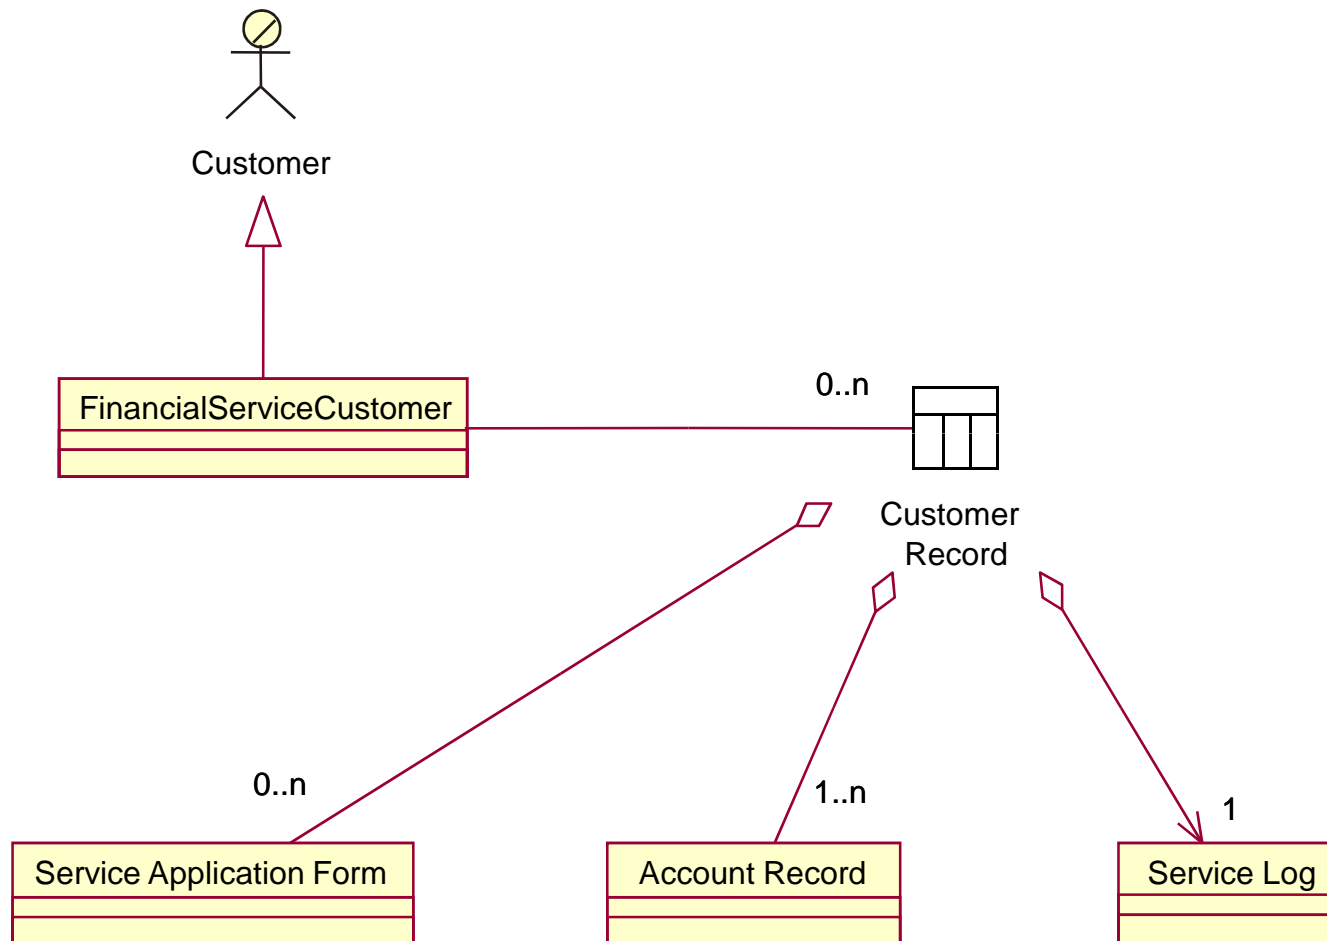 Customer
FinancialServiceCustomer
0..n
Customer
Record
0..n
1..n
1
Service Application Form
Account Record
Service Log